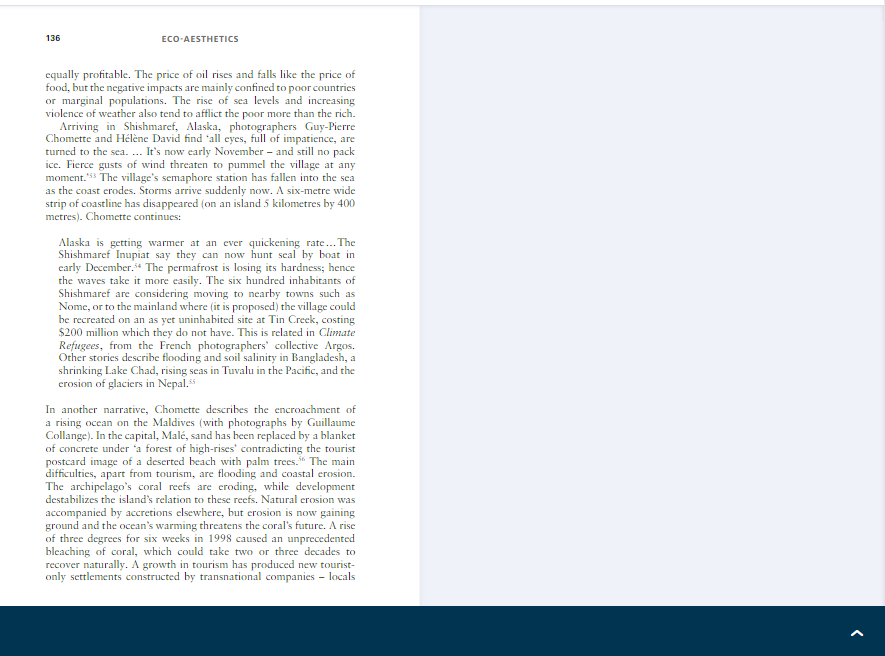 136
ECO-AESTHETICS
equally profitable. The price of oil rises and falls like the price of
food, but the negative impacts are mainly confined to poor countries
or marginal populations. The rise of sea levels and increasing
violence of weather also tend to afflict the poor more than the rich.
Arriving in Shishmaref, Alaska, photographers Guy-Pierre
Chomette and Hélène David find ‘all eyes, full of impatience, are
turned to the sea. … It’s now early November – and still no pack
ice. Fierce gusts of wind threaten to pummel the village at any
moment.’⁵³ The village’s semaphore station has fallen into the sea
as the coast erodes. Storms arrive suddenly now. A six-metre wide
strip of coastline has disappeared (on an island 5 kilometres by 400
metres). Chomette continues:
Alaska is getting warmer at an ever quickening rate…The
Shishmaref Inupiat say they can now hunt seal by boat in
early December.⁵⁴ The permafrost is losing its hardness; hence
the waves take it more easily. The six hundred inhabitants of
Shishmaref are considering moving to nearby towns such as
Nome, or to the mainland where (it is proposed) the village could
be recreated on an as yet uninhabited site at Tin Creek, costing
$200 million which they do not have. This is related in Climate
Refugees, from the French photographers’ collective Argos.
Other stories describe flooding and soil salinity in Bangladesh, a
shrinking Lake Chad, rising seas in Tuvalu in the Pacific, and the
erosion of glaciers in Nepal.⁵⁵
In another narrative, Chomette describes the encroachment of
a rising ocean on the Maldives (with photographs by Guillaume
Collange). In the capital, Malé, sand has been replaced by a blanket
of concrete under ‘a forest of high-rises’ contradicting the tourist
postcard image of a deserted beach with palm trees.⁵⁶ The main
difficulties, apart from tourism, are flooding and coastal erosion.
The archipelago’s coral reefs are eroding, while development
destabilizes the island’s relation to these reefs. Natural erosion was
accompanied by accretions elsewhere, but erosion is now gaining
ground and the ocean’s warming threatens the coral’s future. A rise
of three degrees for six weeks in 1998 caused an unprecedented
bleaching of coral, which could take two or three decades to
recover naturally. A growth in tourism has produced new tourist-
only settlements constructed by transnational companies – locals